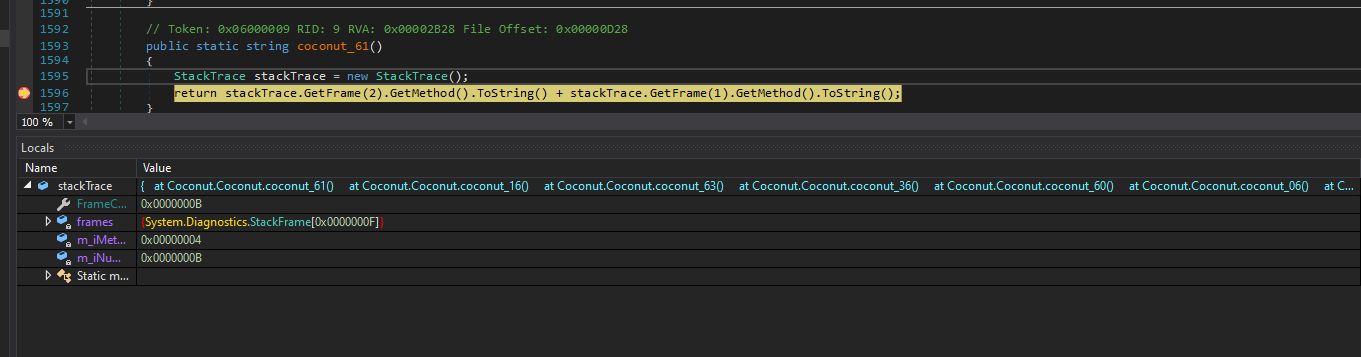 1590 }
1591
1592 // Token: 0x06000009 RID: 9 RVA: 0x00002B28 File Offset: 0x00000D28
1593 public static string coconut_61()
1594 {
1595 StackTrace stackTrace = new StackTrace();
1596 return stackTrace.GetFrame(2).GetMethod().ToString() + stackTrace.GetFrame(1).GetMethod().ToString();
1597 }
100 %
Locals
Name Value
stackTrace { at Coconut.Coconut.coconut_61() at Coconut.Coconut.coconut_16() at Coconut.Coconut.coconut_63() at Coconut.Coconut.coconut_36() at Coconut.Coconut.coconut_60() at Coconut.Coconut.coconut_06() at C...
FrameC... 0x0000000B
frames {System.Diagnostics.StackFrame[0x0000000F]}
m_iMet... 0x00000004
m_iNu... 0x0000000B
Static m...